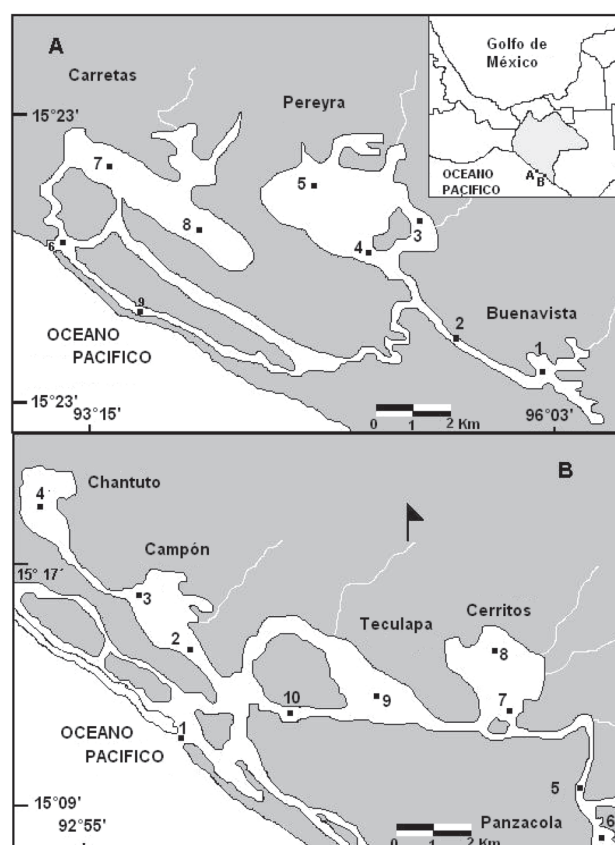 A
Golfo de
México
OCEANO
PACIFICO
A
B
Carretas
Pereyra
15°23'
7
5
8
3
4
6
9
2
Buenavista
1
OCEANO
PACIFICO
15°23'
93°15'
96°03'
0 1 2 Km
B
4
Chantuto
Campón
15° 17'
3
2
Teculapa
Cerritos
8
10
9
7
OCEANO
PACIFICO
1
5
15°09'
92°55'
Panzacola
6
0 1 2 Km